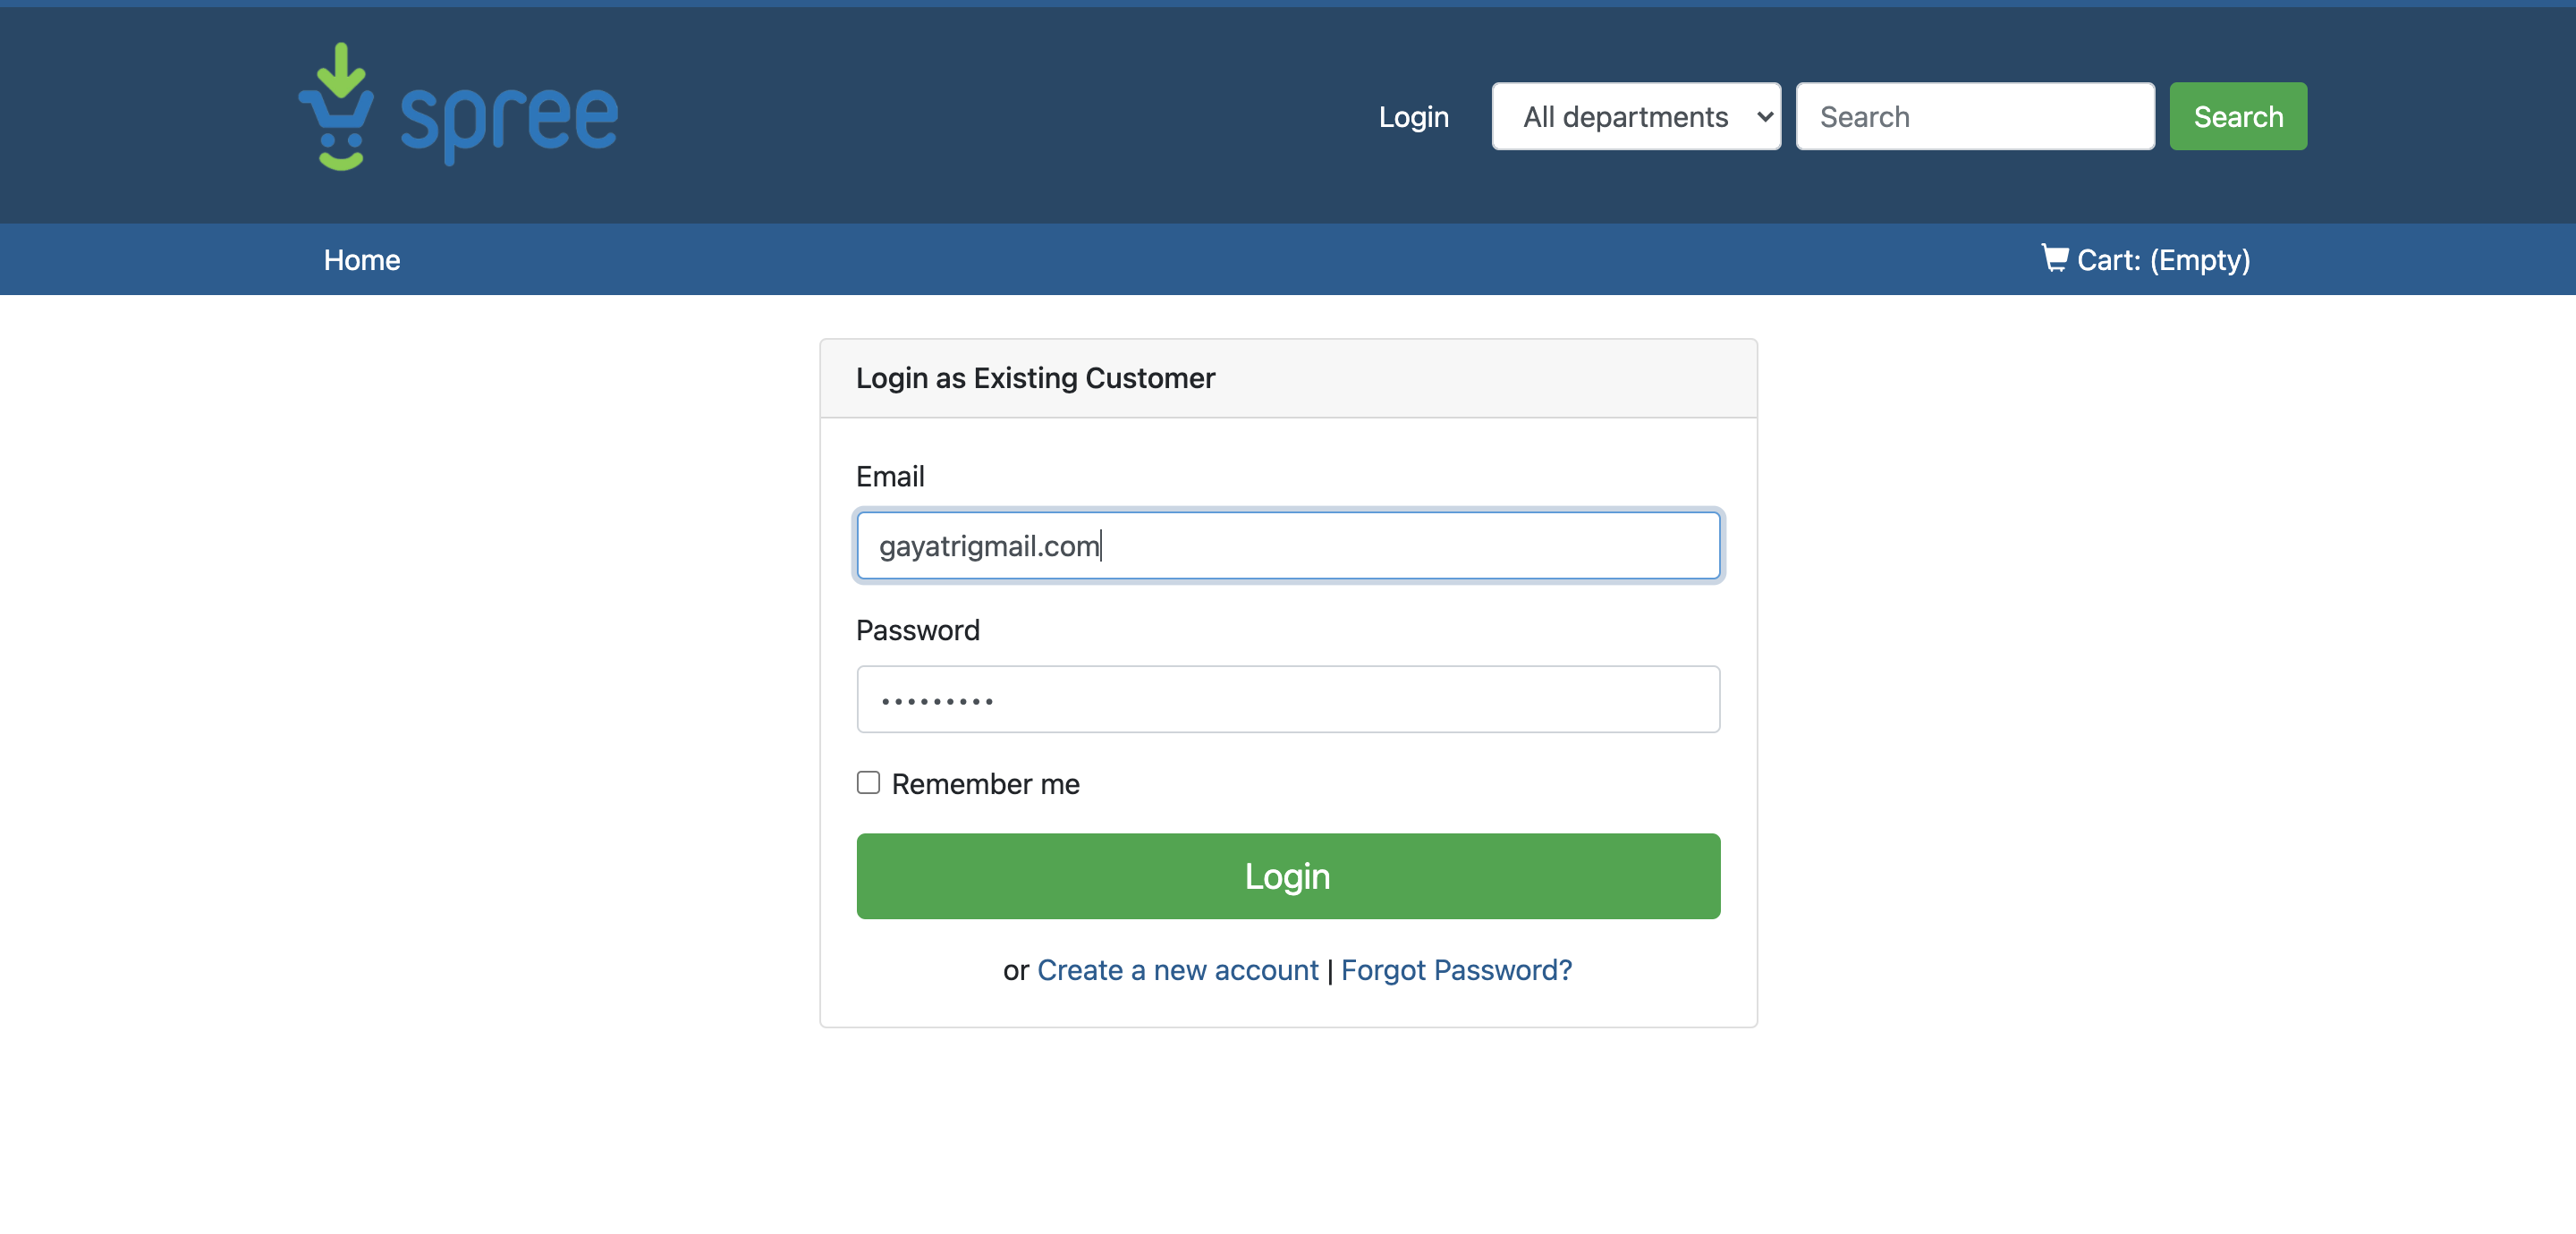 spree
Login All departments Search Search
Home Cart: (Empty)
Login as Existing Customer
Email
gayatrigmail.com
Password
•••••••••
Remember me
Login
or Create a new account | Forgot Password?